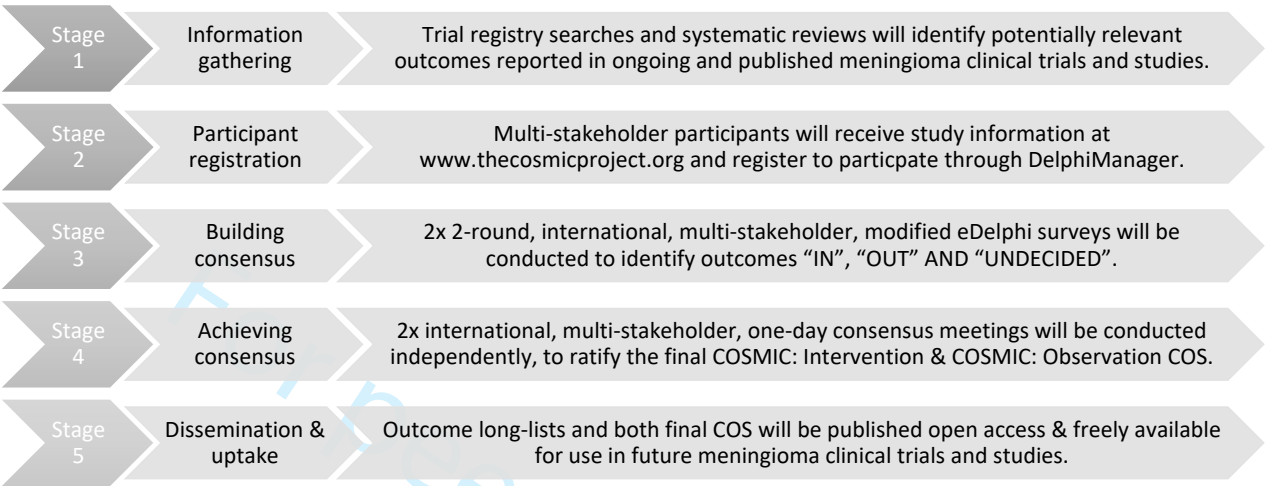 Stage
1
Information
gathering
Trial registry searches and systematic reviews will identify potentially relevant
outcomes reported in ongoing and published meningioma clinical trials and studies.
Stage
2
Participant
registration
Multi-stakeholder participants will receive study information at
www.thecosmicproject.org and register to particpate through DelphiManager.
Stage
3
Building
consensus
2x 2-round, international, multi-stakeholder, modified eDelphi surveys will be
conducted to identify outcomes “IN”, “OUT” AND “UNDECIDED”.
Stage
4
Achieving
consensus
2x international, multi-stakeholder, one-day consensus meetings will be conducted
independently, to ratify the final COSMIC: Intervention & COSMIC: Observation COS.
Stage
5
Dissemination &
uptake
Outcome long-lists and both final COS will be published open access & freely available
for use in future meningioma clinical trials and studies.
For